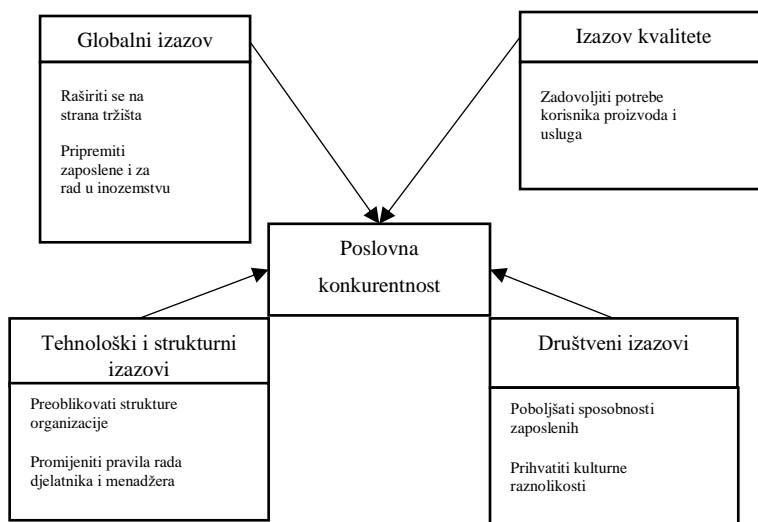 Globalni izazov
Raširiti se na
strana tržišta
Pripremiti
zaposlene i za
rad u inozemstvu
Izazov kvalitete
Zadovoljiti potrebe
korisnika proizvoda i
usluga
Poslovna
konkurentnost
Tehnološki i strukturni
izazovi
Preoblikovati strukture
organizacije
Promijeniti pravila rada
djelatnika i menadžera
Društveni izazovi
Poboljšati sposobnosti
zaposlenih
Prihvatiti kulturne
raznolikosti